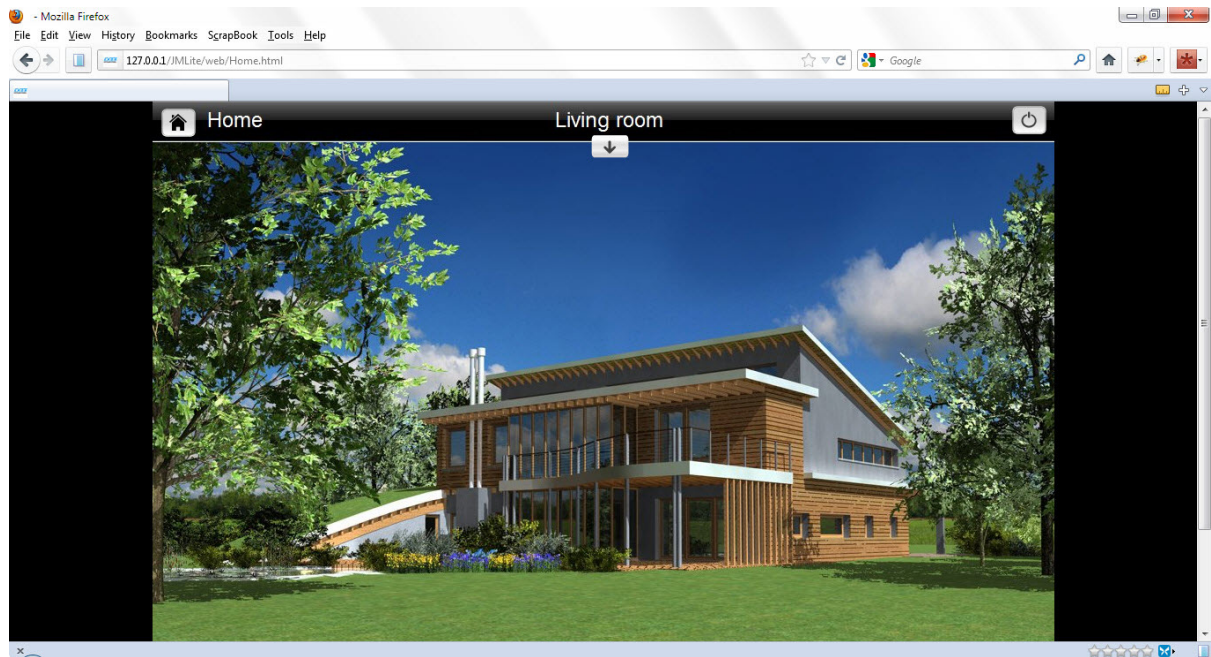 - Mozilla Firefox
File Edit View History Bookmarks ScrapBook Tools Help
127.0.0.1/JMLite/web/Home.html
Google
Home
Living room